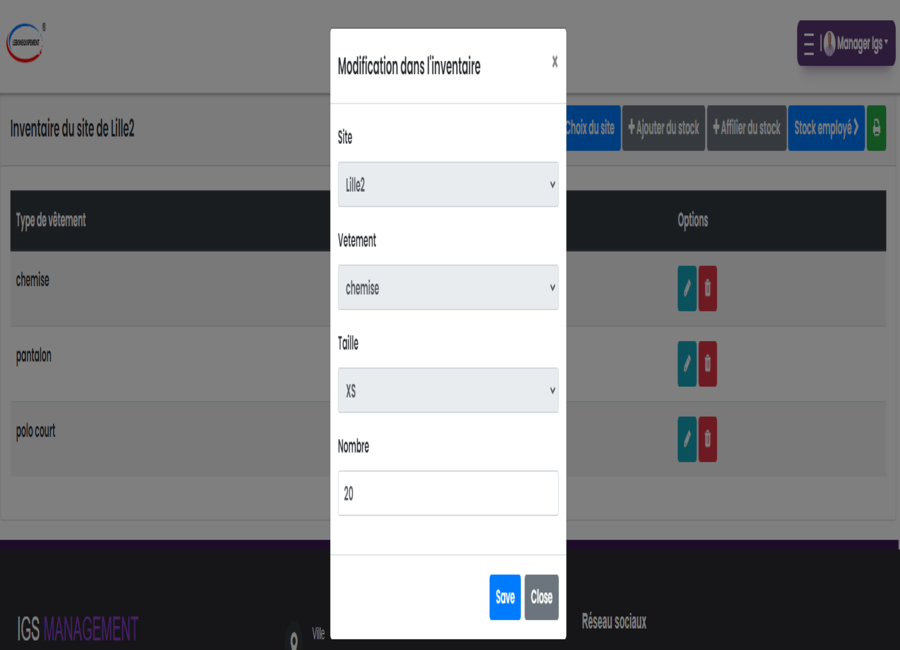 ®
Manager Igs
Modification dans l'inventaire
x
Inventaire du site de Lille2
Choix du site
Ajouter du stock
Affilier du stock
Stock employé
Site
Lille2
Type de vêtement
Options
Vetement
chemise
chemise
Taille
XS
pantalon
polo court
Nombre
20
Save
Close
IGS MANAGEMENT
Ville
Réseau sociaux